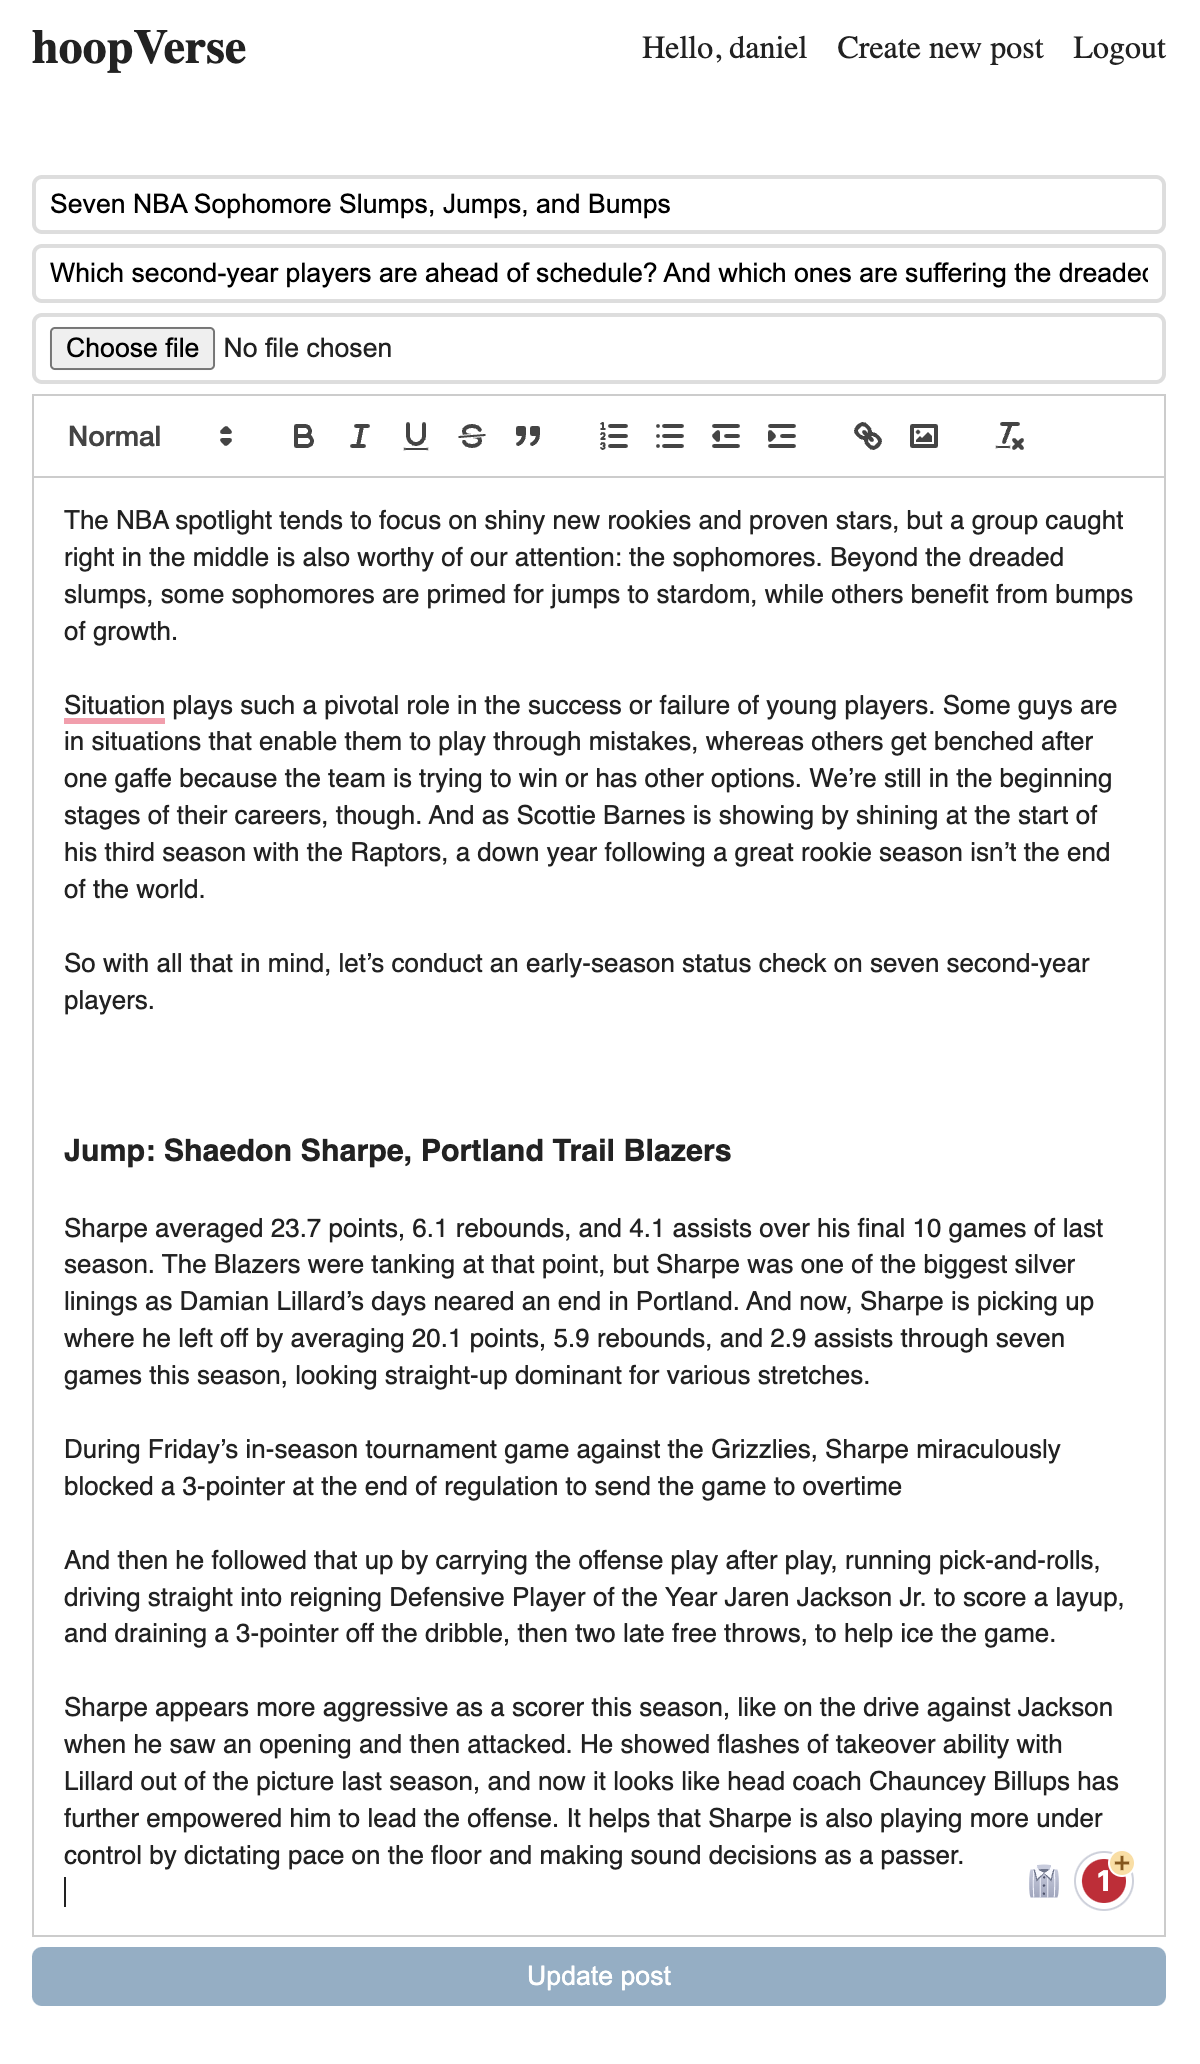 hoopVerse
Hello, daniel Create new post Logout
Seven NBA Sophomore Slumps, Jumps, and Bumps
Which second-year players are ahead of schedule? And which ones are suffering the
Choose file No file chosen
Normal
The NBA spotlight tends to focus on shiny new rookies and proven stars, but a group caught
right in the middle is also worthy of our attention: the sophomores. Beyond the dreaded
slumps, some sophomores are primed for jumps to stardom, while others benefit from bumps
of growth.
Situation plays such a pivotal role in the success or failure of young players. Some guys are
in situations that enable them to play through mistakes, whereas others get benched after
one gaffe because the team is trying to win or has other options. We’re still in the beginning
stages of their careers, though. And as Scottie Barnes is showing by shining at the start of
his third season with the Raptors, a down year following a great rookie season isn’t the end
of the world.
So with all that in mind, let’s conduct an early-season status check on seven second-year
players.
Jump: Shaedon Sharpe, Portland Trail Blazers
Sharpe averaged 23.7 points, 6.1 rebounds, and 4.1 assists over his final 10 games of last
season. The Blazers were tanking at that point, but Sharpe was one of the biggest silver
linings as Damian Lillard’s days neared an end in Portland. And now, Sharpe is picking up
where he left off by averaging 20.1 points, 5.9 rebounds, and 2.9 assists through seven
games this season, looking straight-up dominant for various stretches.
During Friday’s in-season tournament game against the Grizzlies, Sharpe miraculously
blocked a 3-pointer at the end of regulation to send the game to overtime
And then he followed that up by carrying the offense play after play, running pick-and-rolls,
driving straight into reigning Defensive Player of the Year Jaren Jackson Jr. to score a layup,
and draining a 3-pointer off the dribble, then two late free throws, to help ice the game.
Sharpe appears more aggressive as a scorer this season, like on the drive against Jackson
when he saw an opening and then attacked. He showed flashes of takeover ability with
Lillard out of the picture last season, and now it looks like head coach Chauncey Billups has
further empowered him to lead the offense. It helps that Sharpe is also playing more under
control by dictating pace on the floor and making sound decisions as a passer.
1
Update post